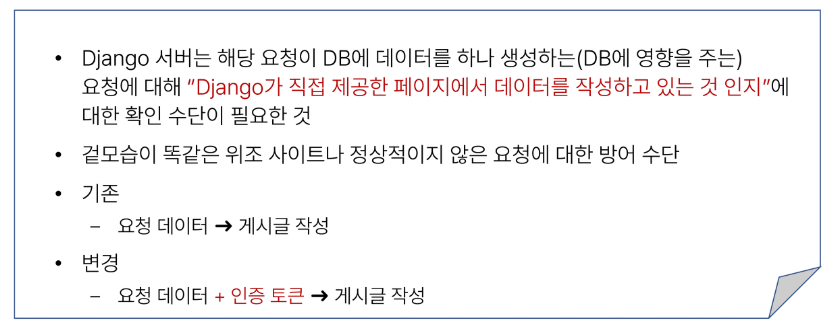 • Django 서버는 해당 요청이 DB에 데이터를 하나 생성하는(DB에 영향을 주는)
요청에 대해 “Django가 직접 제공한 페이지에서 데이터를 작성하고 있는 것 인지”에
대한 확인 수단이 필요한 것
• 겉모습이 똑같은 위조 사이트나 정상적이지 않은 요청에 대한 방어 수단
• 기존
– 요청 데이터 → 게시글 작성
• 변경
– 요청 데이터 + 인증 토큰 → 게시글 작성